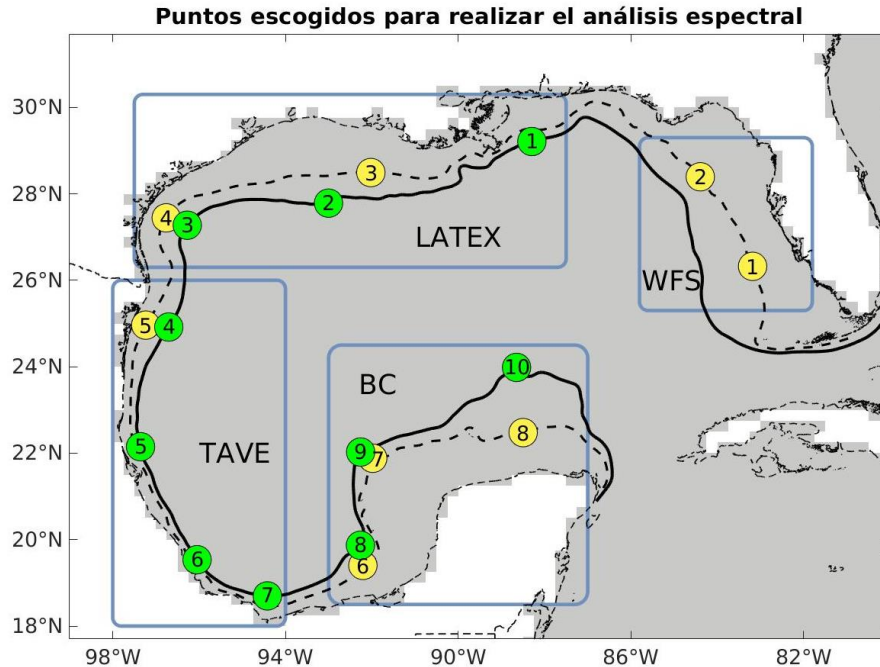 Puntos escogidos para realizar el análisis espectral
30°N
1
3
2
28°N
4
3
2
LATEX
1
26°N
WFS
5
4
24°N
10
BC
5
TAVE
9
7
8
22°N
20°N
6
8
6
7
18°N
98°W
94°W
90°W
86°W
82°W